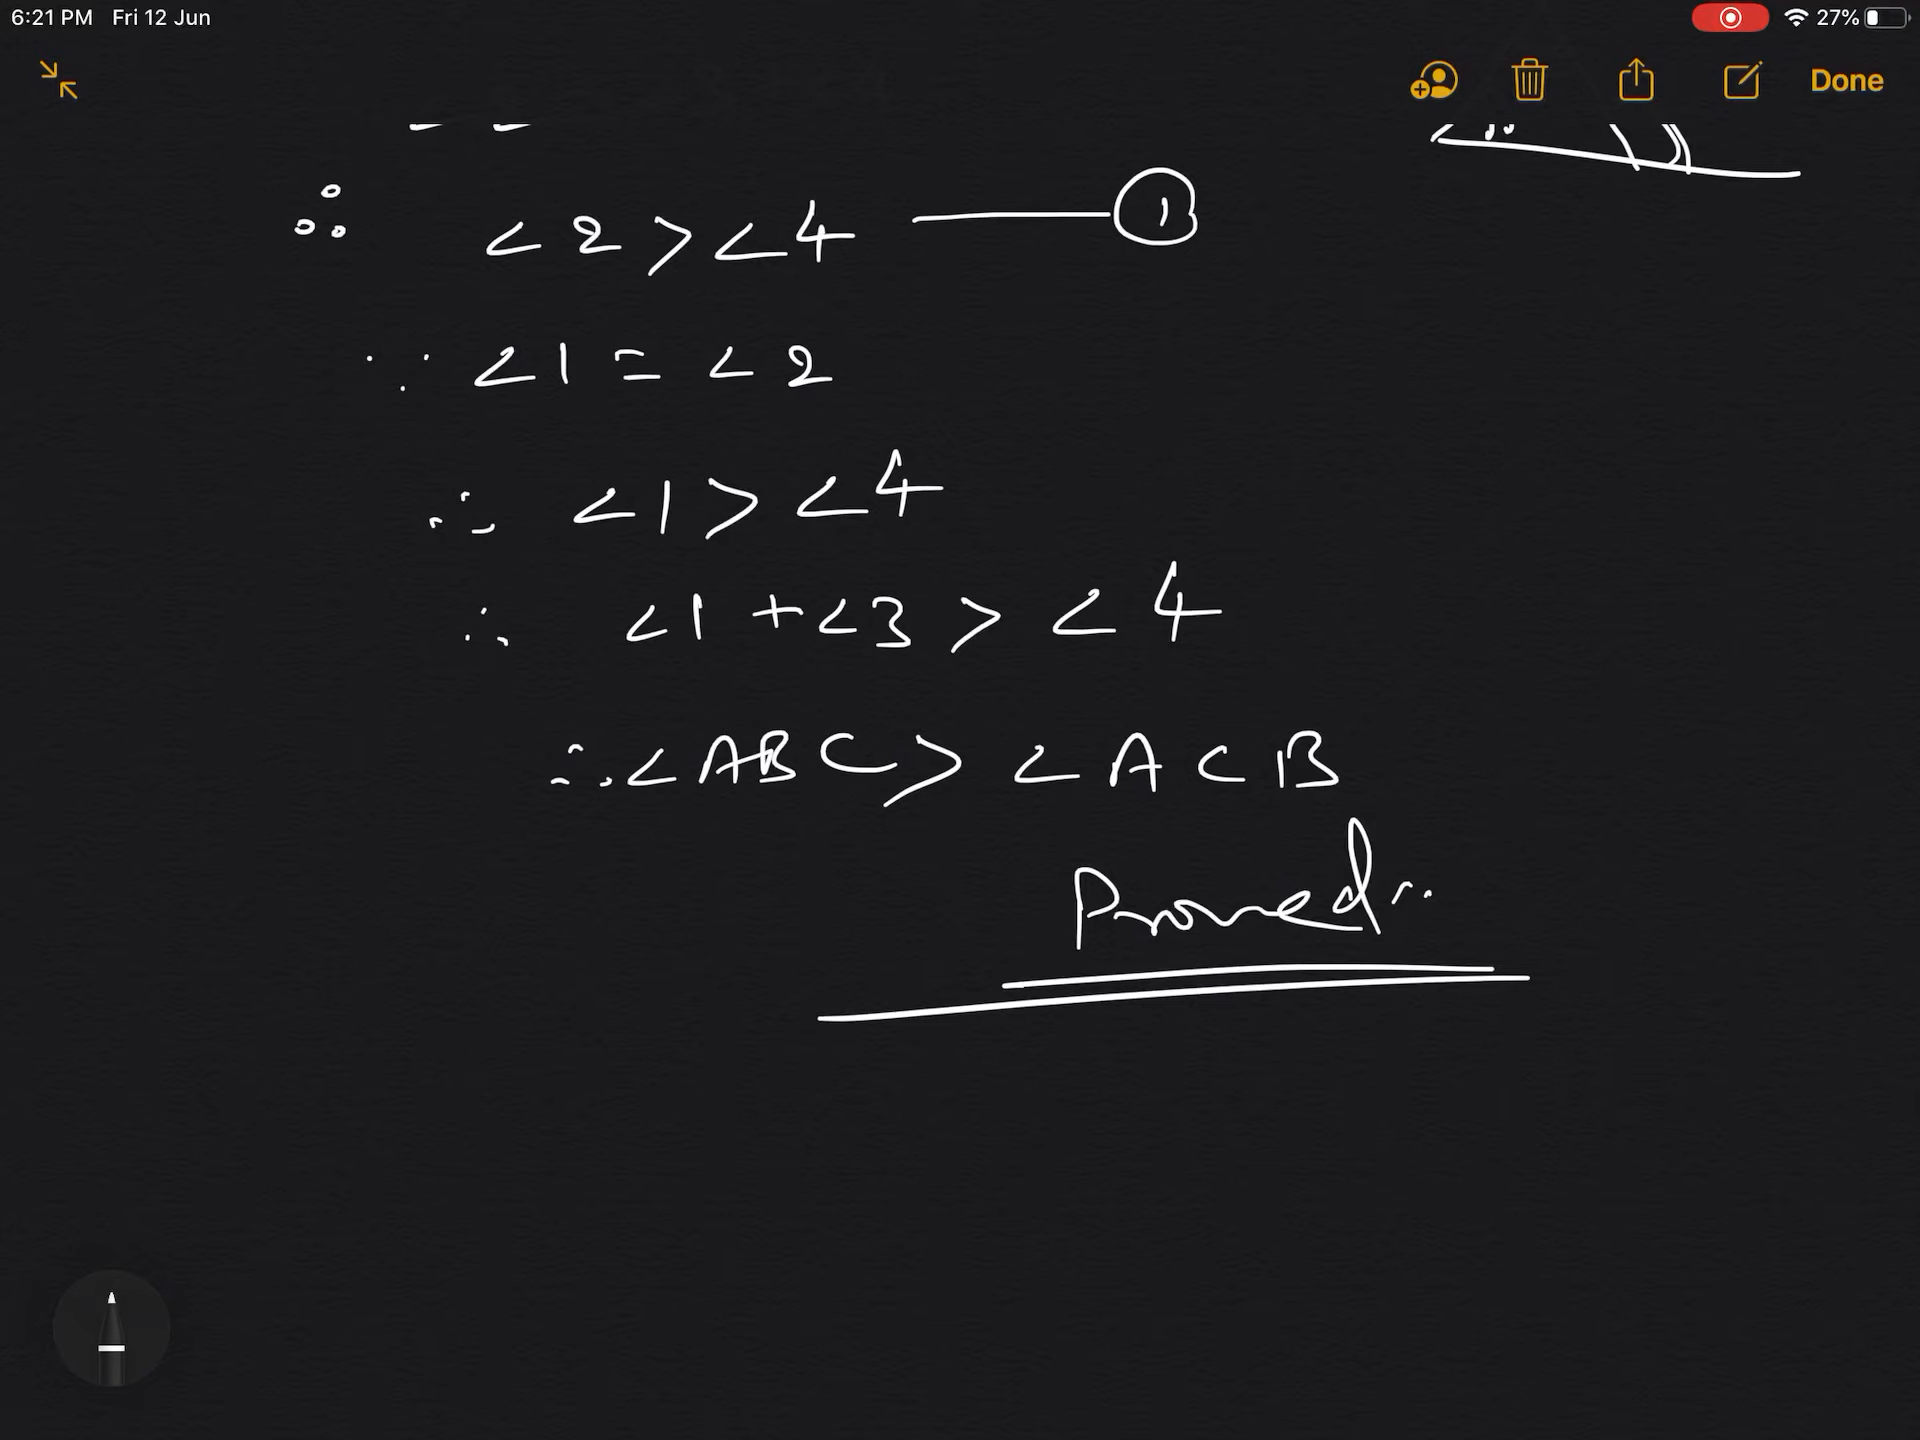 6:21 PM Fri 12 Jun 27%
Done
∴ <2 > <4 —— ①
∵ <1 = <2
∴ <1 > <4
∴ <1 + <3 > <4
∴ <ABC > <ACB
Proved..